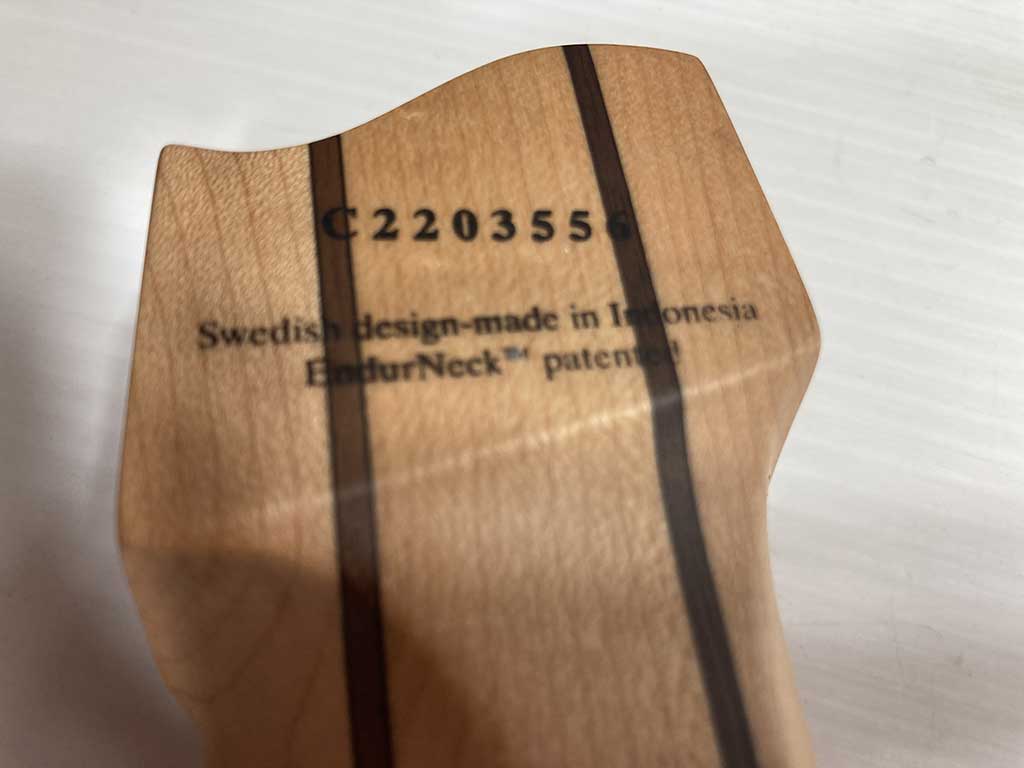 C2203556
Swedish design-made in Indonesia
EndurNeck™ patented